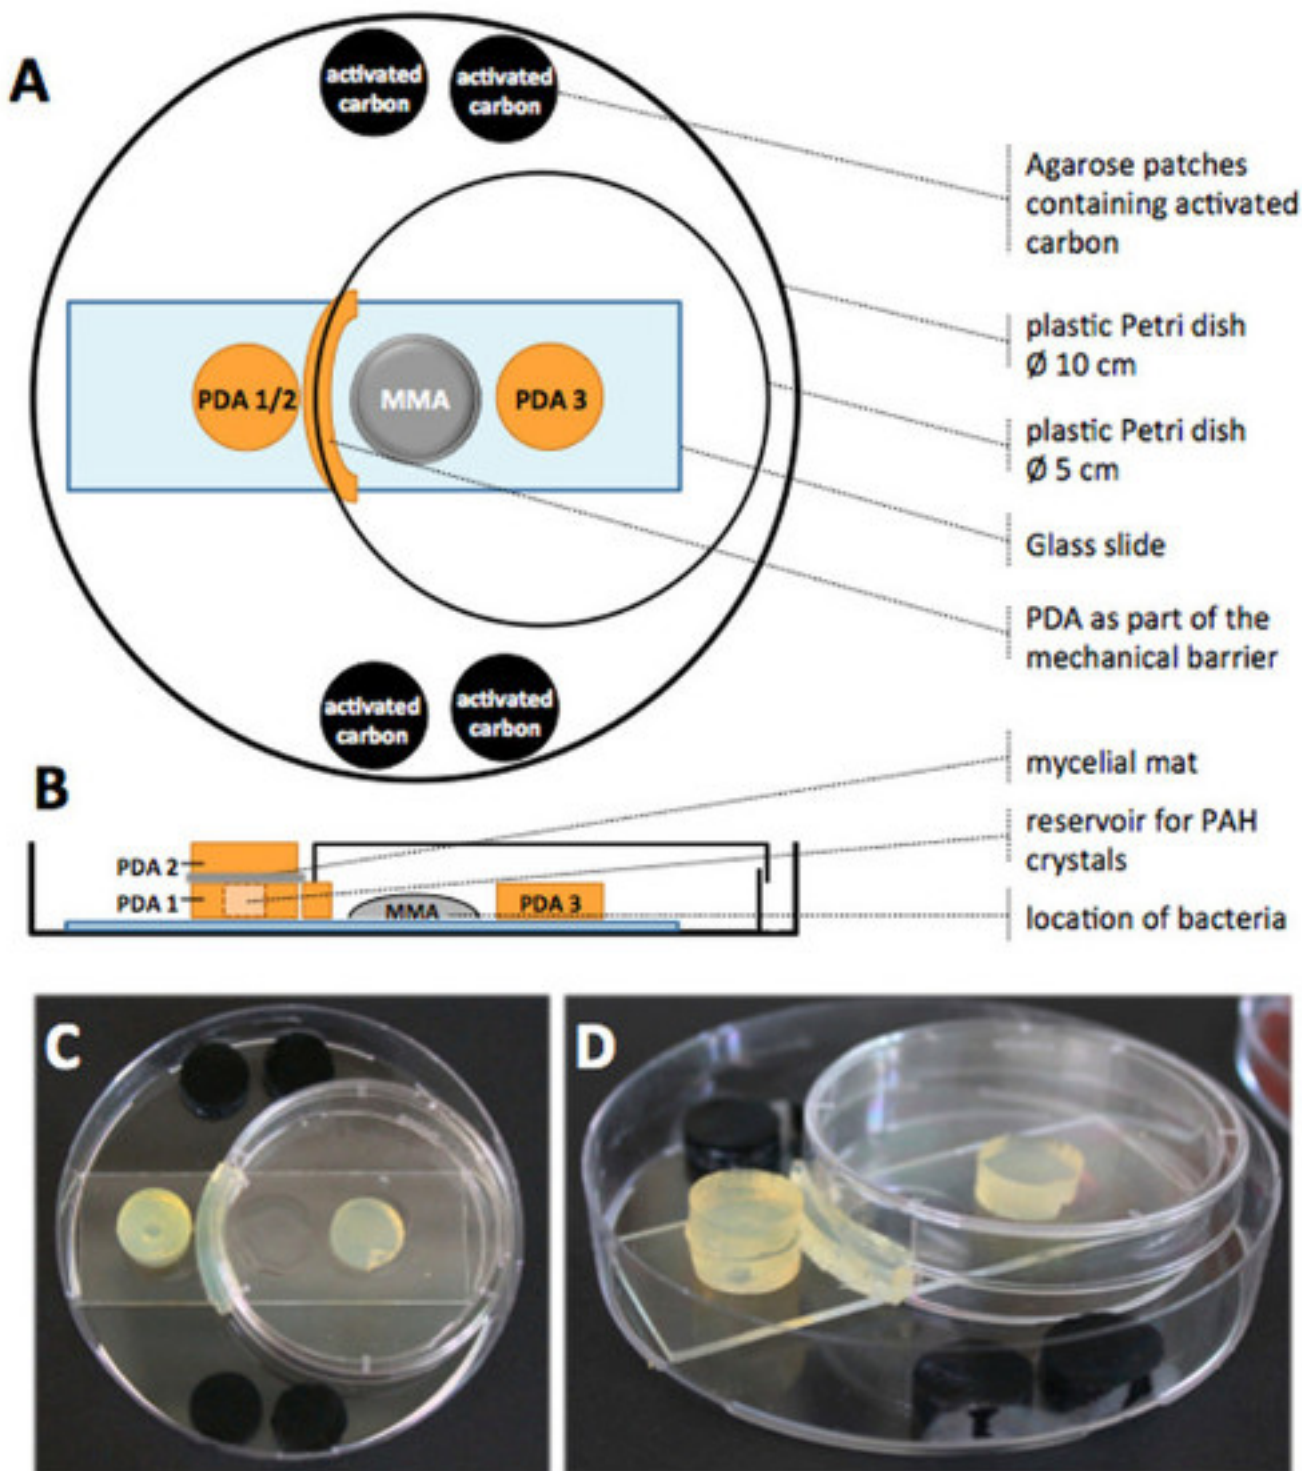 A
activated
carbon
activated
carbon
Agarose patches
containing activated
carbon
plastic Petri dish
Ø 10 cm
PDA 1/2
MMA
PDA 3
plastic Petri dish
Ø 5 cm
Glass slide
PDA as part of the
mechanical barrier
activated
carbon
activated
carbon
B
mycelial mat
reservoir for PAH
crystals
PDA 2
PDA 1
MMA
PDA 3
location of bacteria
C
D